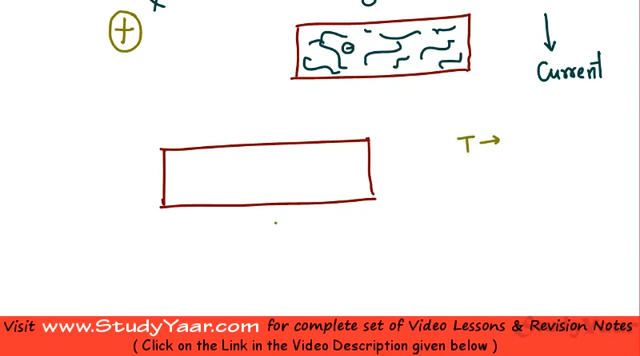 +
Current
T →
Visit www.StudyYaar.com for complete set of Video Lessons & Revision Notes
( Click on the Link in the Video Description given below )